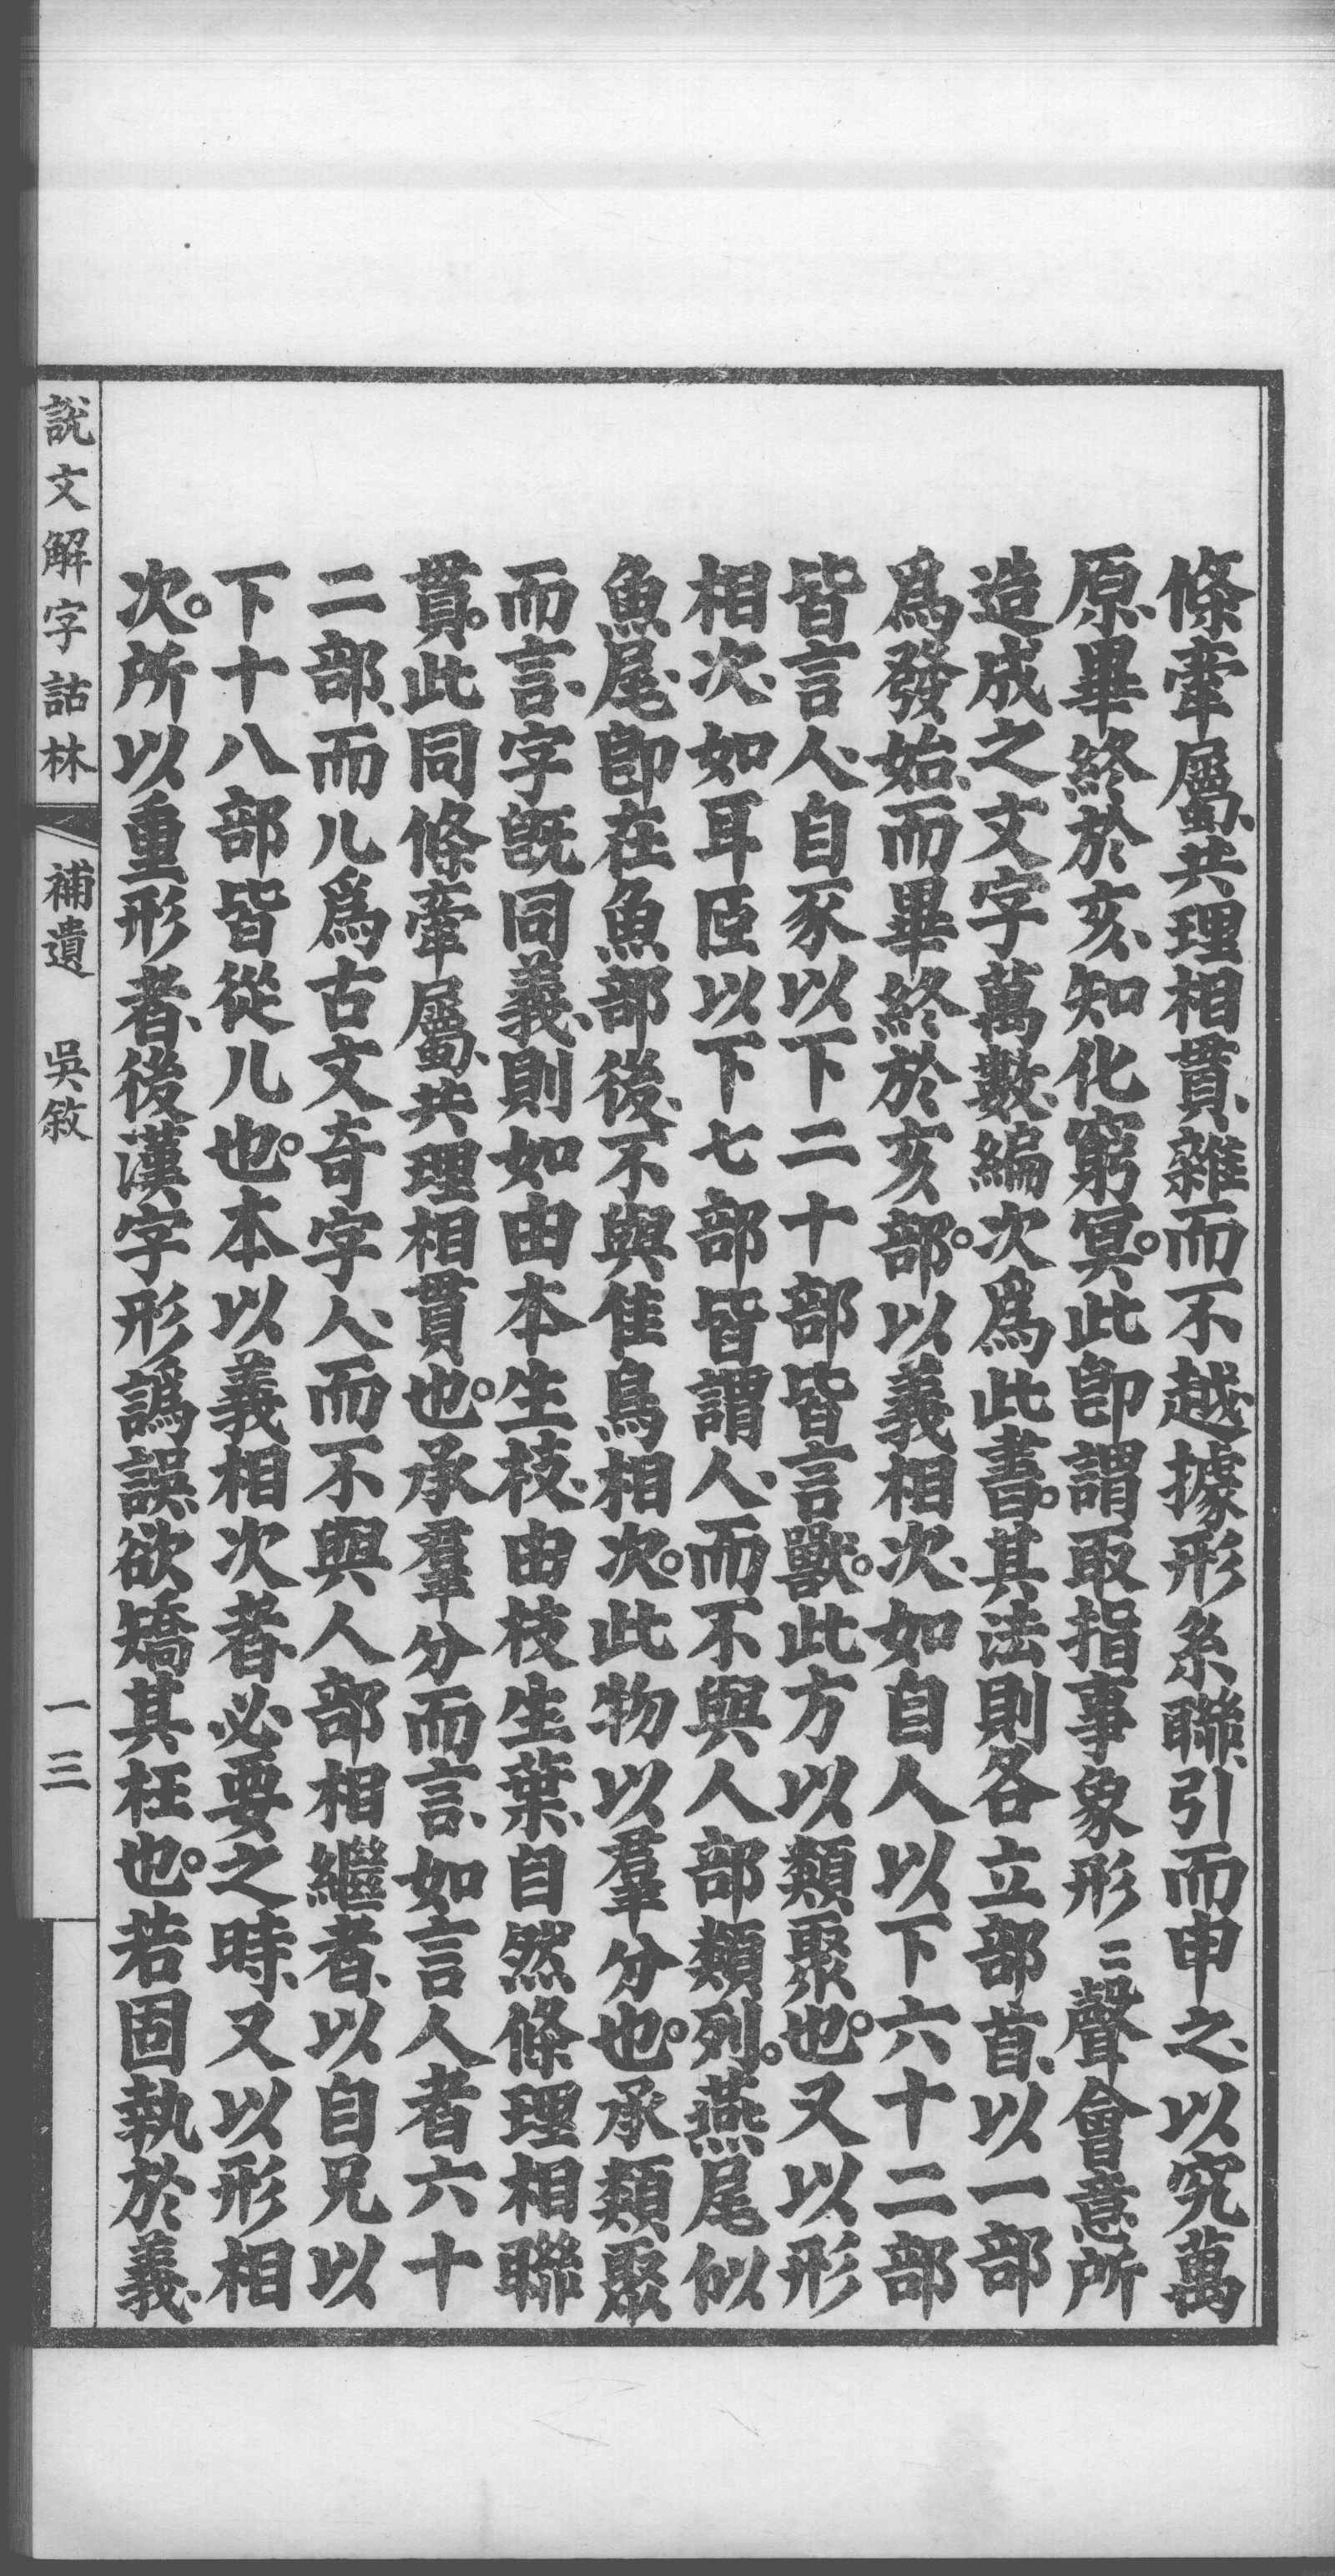 條牽屬、共理相貫、雜而不越、據形糸聯、引而申之、以究萬
原、畢終於亥、知化窮冥。此卽謂取指事象形二二聲會意所
造成之文字萬數、編次爲此書。其法則各立部首、以一部
爲發始、而畢終於亥部。以義相次、如自人以下六十二部
皆言人、自豕以下二十部皆言獸。此方以類聚也。又以形
相次、如耳𦣞以下七部皆謂人、而不與人部類列。燕尾似
魚尾、卽在魚部後、不與隹鳥相次。此物以羣分也。承類聚
而言、字旣同義、則如由本生枝、由枝生葉、自然條理相聯
貫。此同條牽屬、共理相貫也。承羣分而言、如言人者六十
二部、而儿爲古文奇字人、而不與人部相繼者、以自兄以
下十八部皆從儿也。本以義相次者、必要之時、又以形相
次。所以重形者、後漢字形譌誤、欲矯其枉也。若固執於義、
說文解字詁林 補遺 吳敘 一三